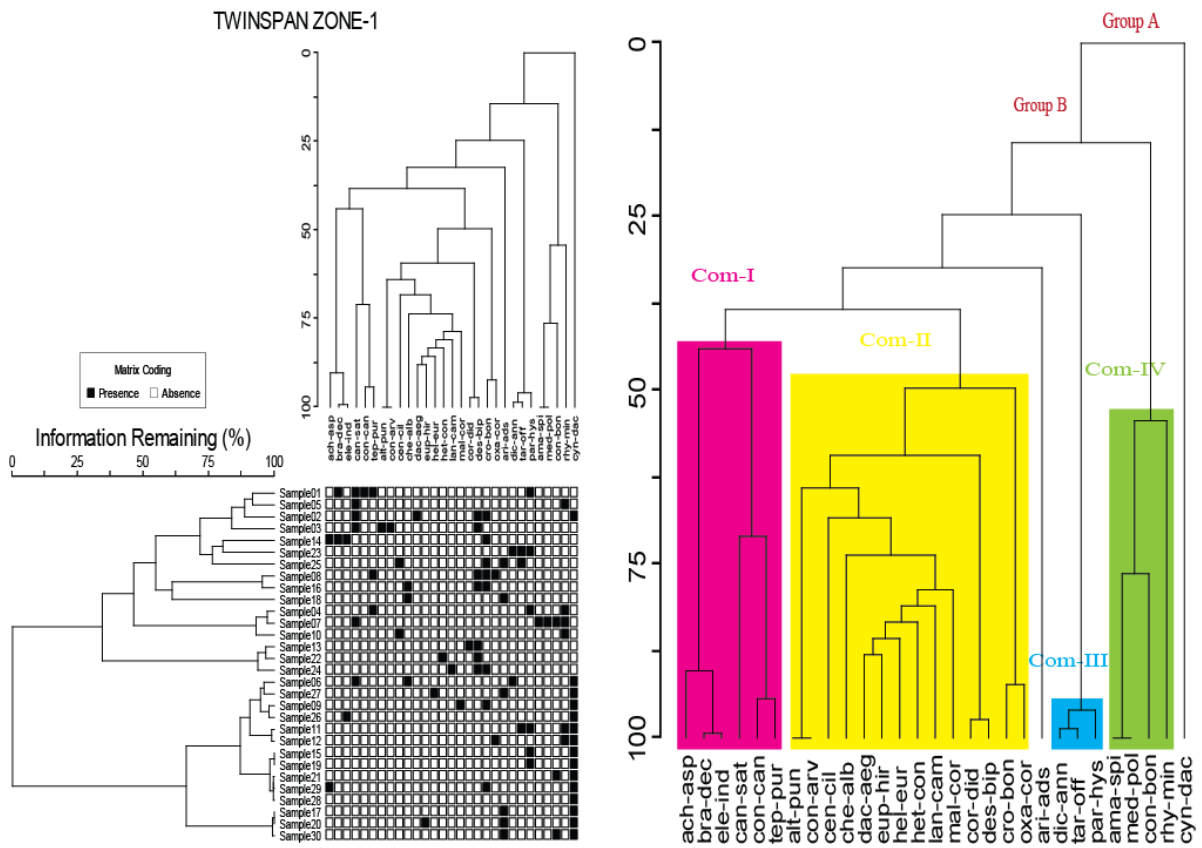 TWINSPAN ZONE-1
0
25
50
75
100
Matrix Coding
Presence Absence
Information Remaining (%)
0 25 50 75 100
ach-asp
bra-dec
ele-ind
can-sat
con-can
tep-pur
alt-pun
con-arv
cen-cil
che-alb
dac-aeg
eup-hir
hel-eur
het-con
lan-cam
mal-cor
cor-did
des-bip
cro-bon
oxa-cor
ari-ads
dic-ann
tar-off
par-hys
ama-spi
med-pol
con-bon
rhy-min
cyn-dac
Sample01
Sample05
Sample02
Sample03
Sample14
Sample23
Sample25
Sample08
Sample16
Sample18
Sample04
Sample07
Sample10
Sample13
Sample22
Sample24
Sample06
Sample27
Sample09
Sample26
Sample11
Sample12
Sample15
Sample19
Sample21
Sample29
Sample28
Sample17
Sample20
Sample30
Group A
Group B
0
25
50
75
100
Com-I
Com-II
Com-III
Com-IV
ach-asp
bra-dec
ele-ind
can-sat
con-can
tep-pur
alt-pun
con-arv
cen-cil
che-alb
dac-aeg
eup-hir
hel-eur
het-con
lan-cam
mal-cor
cor-did
des-bip
cro-bon
oxa-cor
ari-ads
dic-ann
tar-off
par-hys
ama-spi
med-pol
con-bon
rhy-min
cyn-dac